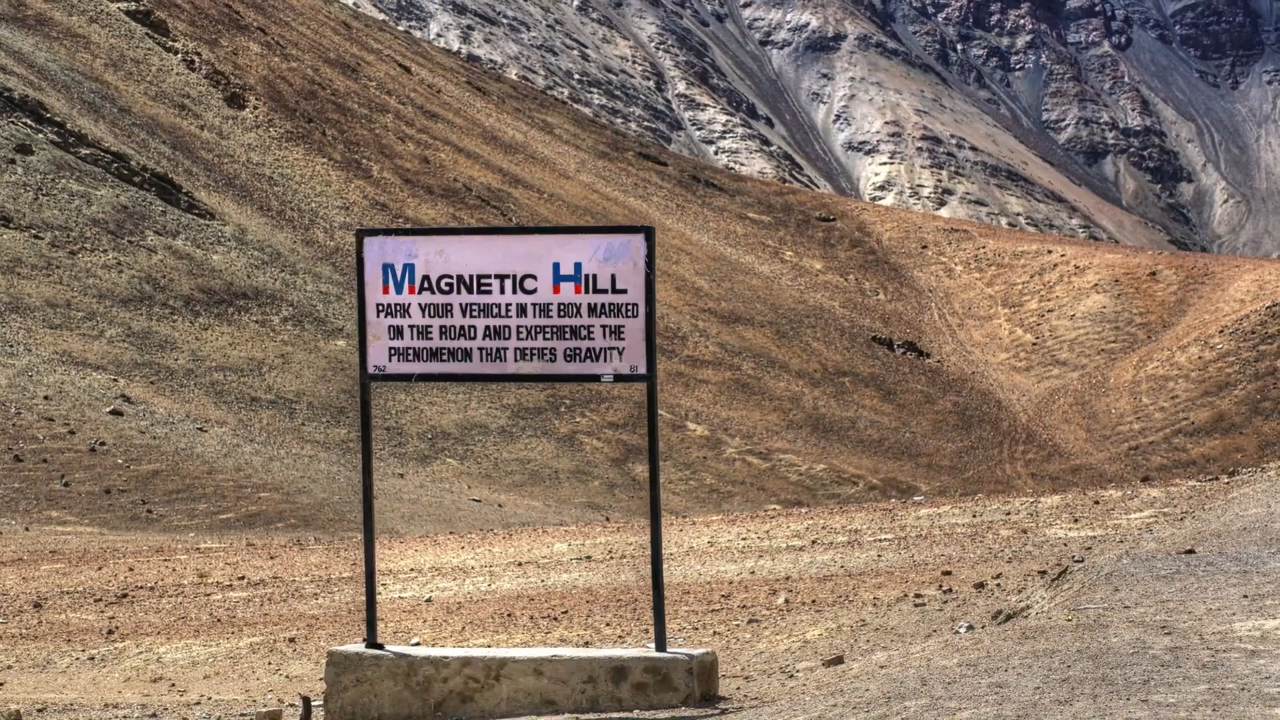 MAGNETIC HILL
PARK YOUR VEHICLE IN THE BOX MARKED
ON THE ROAD AND EXPERIENCE THE
PHENOMENON THAT DEFIES GRAVITY
762 81